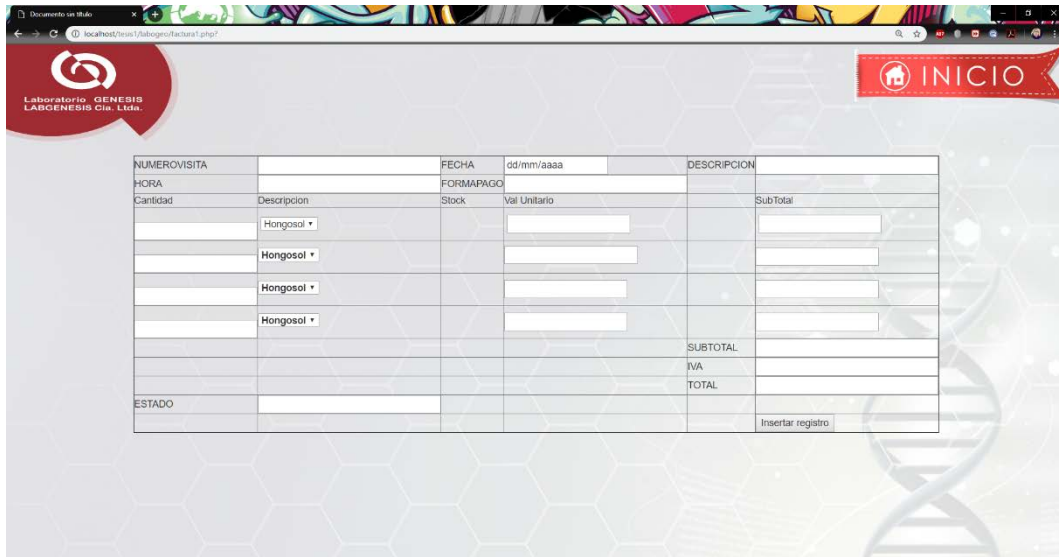 Documento sin título
localhost/tesis1/labogeo/factura1.php?
Laboratorio GENESIS
LABGENESIS Cia. Ltda.
INICIO
NUMEROVISITA FECHA dd/mm/aaaa DESCRIPCION
HORA FORMAPAGO
Cantidad Descripcion Stock Val Unitario SubTotal
Hongosol
Hongosol
Hongosol
Hongosol
SUBTOTAL
IVA
TOTAL
ESTADO
Insertar registro